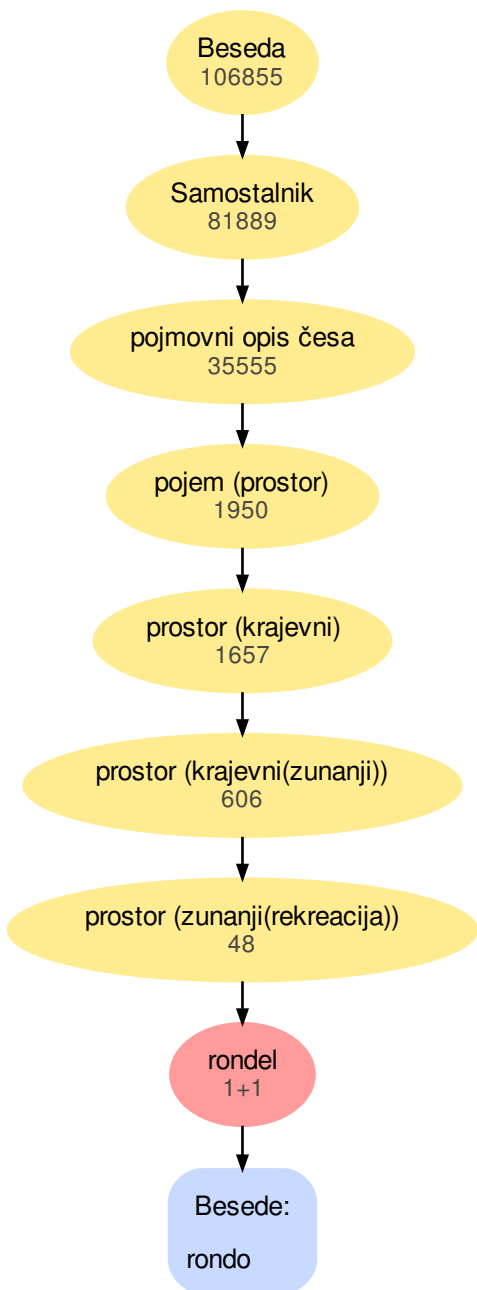 Beseda
106855
Samostalnik
81889
pojmovni opis česa
35555
pojem (prostor)
1950
prostor (krajevni)
1657
prostor (krajevni(zunanji))
606
prostor (zunanji(rekreacija))
48
rondel
1+1
Besede:
rondo